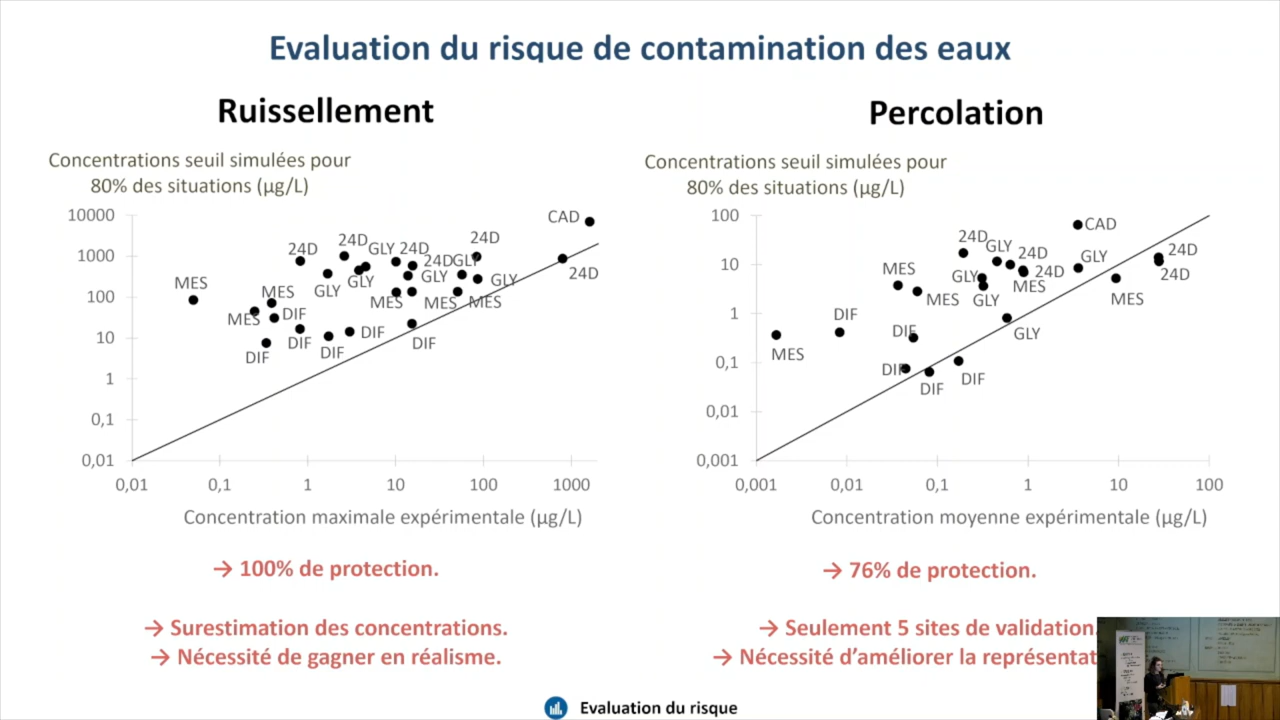 Evaluation du risque de contamination des eaux
Ruissellement
Concentrations seuil simulées pour
80% des situations (µg/L)
10000
1000
100
10
1
0,1
0,01
CAD
24D
24D
GLY
24D
24D
24D
GLY
24D
MES
GLY
GLY
GLY
GLY
MES
MES
MES
MES
MES
DIF
DIF
DIF
DIF
DIF
DIF
0,01
0,1
1
10
100
1000
Concentration maximale expérimentale (µg/L)
→ 100% de protection.
→ Surestimation des concentrations.
→ Nécessité de gagner en réalisme.
Percolation
Concentrations seuil simulées pour
80% des situations (µg/L)
100
10
1
0,1
0,01
0,001
CAD
24D
GLY
24D
24D
GLY
24D
24D
MES
GLY
GLY
MES
MES
MES
DIF
DIF
GLY
MES
DIF
DIF
DIF
0,001
0,01
0,1
1
10
100
Concentration moyenne expérimentale (µg/L)
→ 76% de protection.
→ Seulement 5 sites de validation.
→ Nécessité d’améliorer la représentat
Evaluation du risque